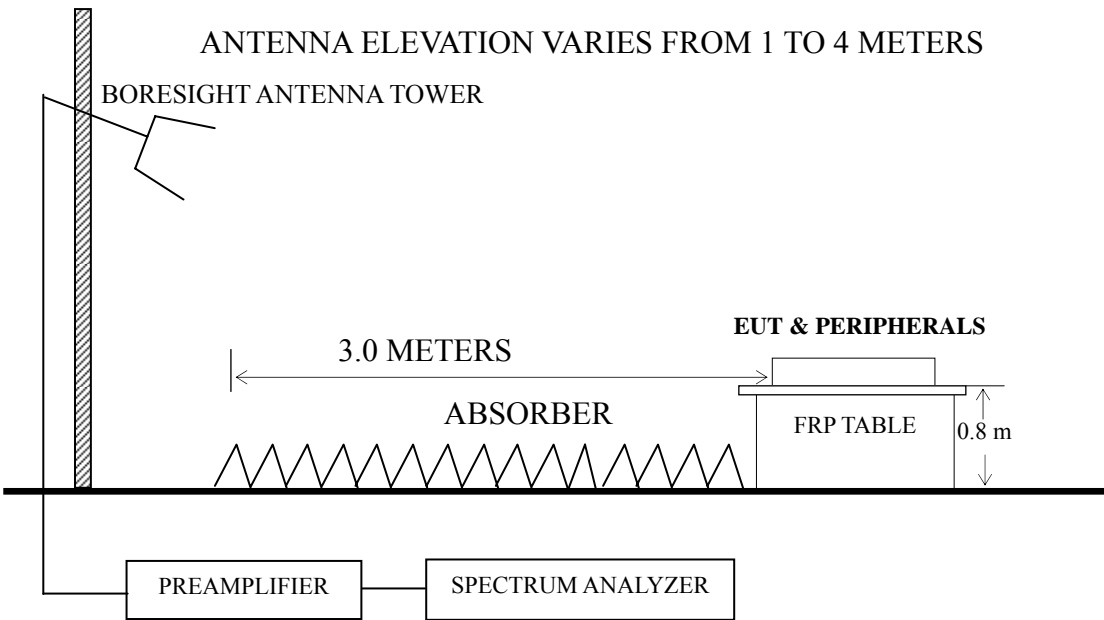 ANTENNA ELEVATION VARIES FROM 1 TO 4 METERS
BORESIGHT ANTENNA TOWER
EUT & PERIPHERALS
3.0 METERS
ABSORBER
FRP TABLE
0.8 m
PREAMPLIFIER
SPECTRUM ANALYZER